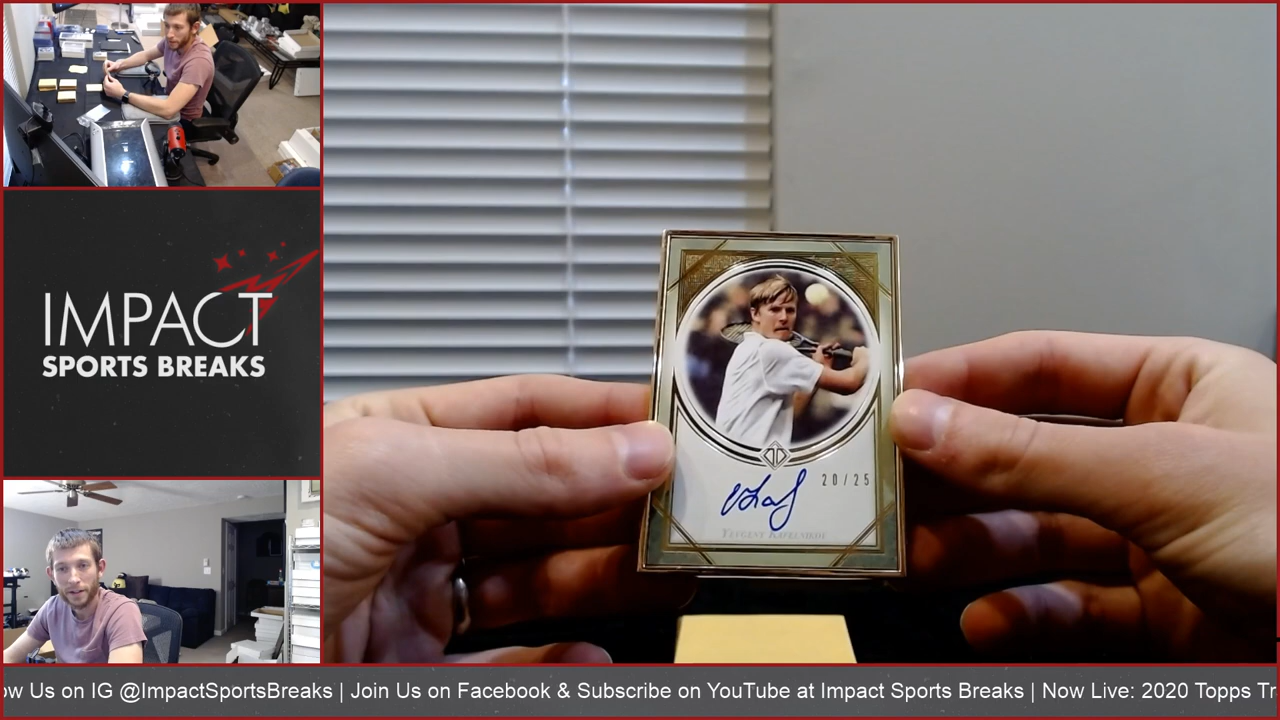 IMPACT
SPORTS BREAKS
20/25
YEVGENY KAFELNIKOV
ow Us on IG @ImpactSportsBreaks | Join Us on Facebook & Subscribe on YouTube at Impact Sports Breaks | Now Live: 2020 Topps Tr